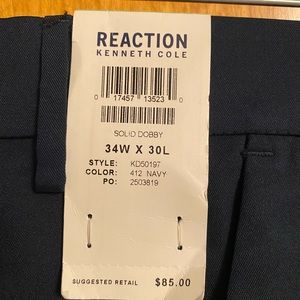 REACTION
KENNETH COLE
0 17457 13523 0
SOLID DOBBY
34W X 30L
STYLE: KD50197
COLOR: 412 NAVY
PO: 2503819
SUGGESTED RETAIL $85.00